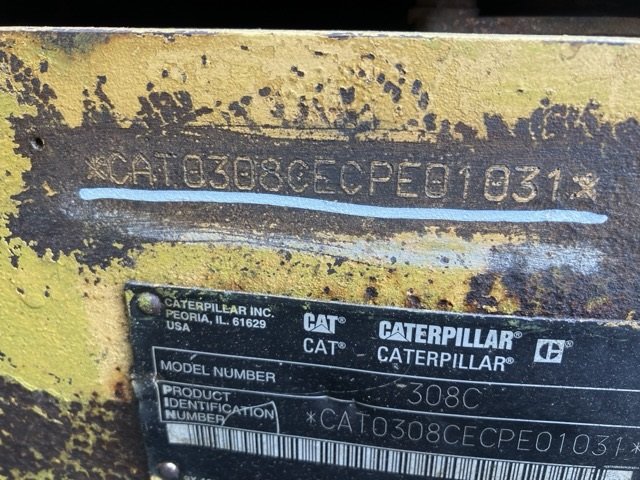 *CAT0308CECPE01031*
CATERPILLAR INC.
PEORIA, IL. 61629
USA
CAT® CATERPILLAR®
CAT® CATERPILLAR®
MODEL NUMBER 308C
PRODUCT
IDENTIFICATION
NUMBER *CAT0308CECPE01031*